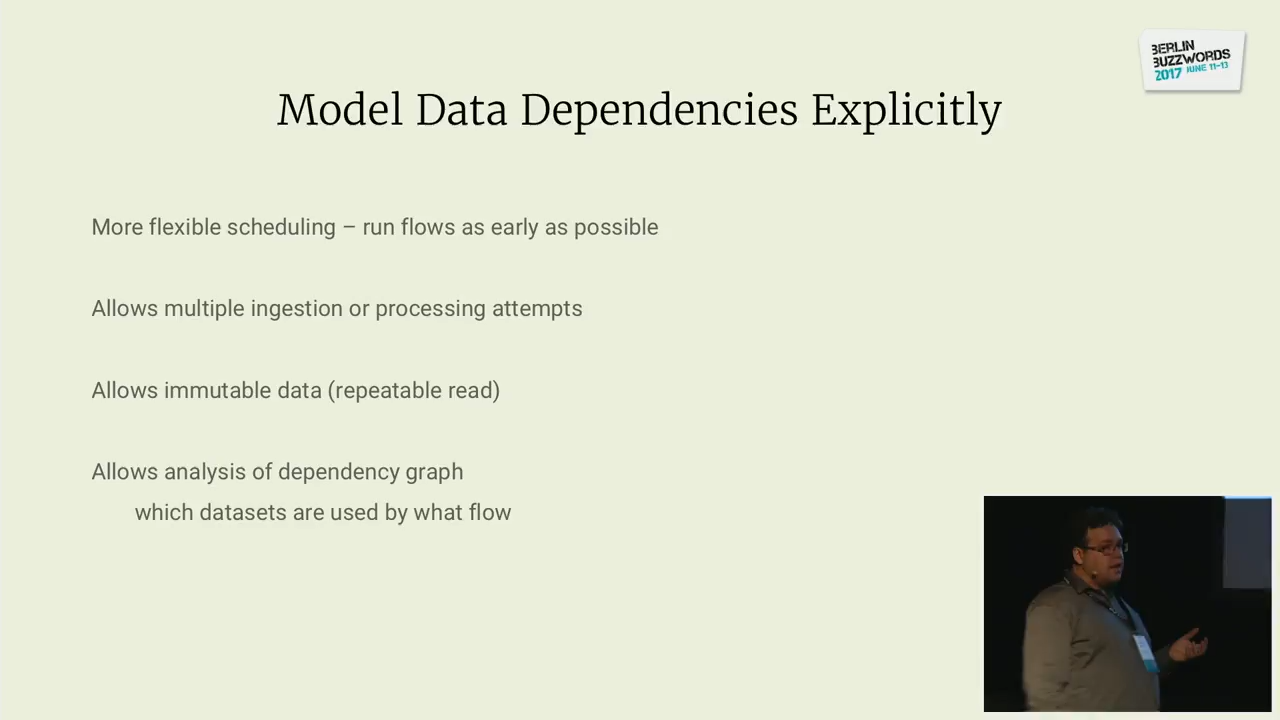 BERLIN
BUZZWORDS
2017 JUNE 11-13
Model Data Dependencies Explicitly
More flexible scheduling – run flows as early as possible
Allows multiple ingestion or processing attempts
Allows immutable data (repeatable read)
Allows analysis of dependency graph
which datasets are used by what flow